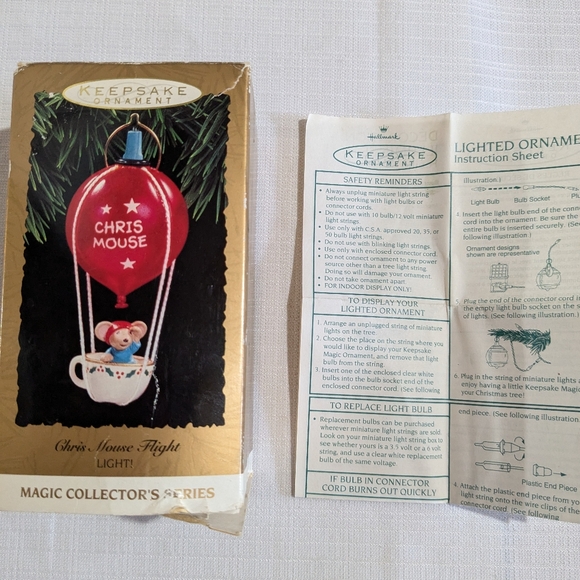 KEEPSAKE
ORNAMENT
CHRIS
MOUSE
Chris Mouse Flight
LIGHT!
MAGIC COLLECTOR'S SERIES
Hallmark
KEEPSAKE
ORNAMENT
SAFETY REMINDERS
• Always unplug miniature light string
before working with light bulbs or
connector cords.
• Do not use with 10 bulb/12 volt miniature
light strings.
• Use only with C.S.A. approved 20, 35, or
50 bulb light strings.
• Do not use with blinking light strings.
• Use only with enclosed connector cord.
• Do not connect ornament to any power
source other than a tree light string.
Doing so will damage your ornament.
• Do not take ornament apart.
• FOR INDOOR DISPLAY ONLY!
TO DISPLAY YOUR
LIGHTED ORNAMENT
1. Arrange an unplugged string of miniature
lights on the tree.
2. Choose the place on the string where you
would like to display your Keepsake
Magic Ornament, and remove that light
bulb from the string.
3. Insert one of the enclosed clear white
bulbs into the bulb socket end of the
enclosed connector cord. (See following
TO REPLACE LIGHT BULB
• Replacement bulbs can be purchased
wherever miniature light strings are sold.
Look on your miniature light string box to
see whether yours is a 3.5 volt or a 6 volt
string, and use a clear white replacement
bulb of the same voltage.
IF BULB IN CONNECTOR
CORD BURNS OUT QUICKLY
LIGHTED ORNAME
Instruction Sheet
illustration.)
Light Bulb Bulb Socket Plu
4. Insert the light bulb end of the conne
cord into the ornament. Be sure the
entire bulb is inserted securely. (See
following illustration.)
Ornament designs
shown are representative
5. Plug the end of the connector cord i
the empty light bulb socket on the s
of lights. (See following illustration.)
6. Plug in the string of miniature lights a
enjoy having a little Keepsake Magic
your Christmas tree!
end piece. (See following illustration.
Plastic End Piece
4. Attach the plastic end piece from yo
light string onto the wire clips of the
connector cord. (See following